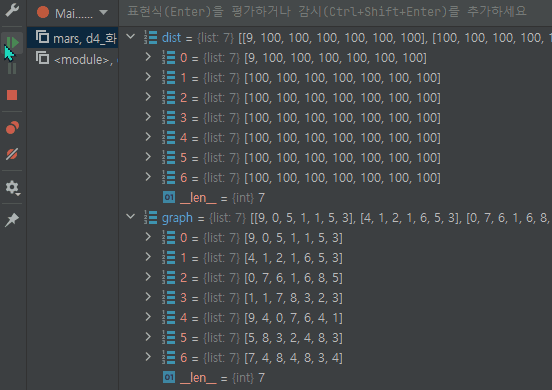 Mai......
표현식(Enter)을 평가하거나 감시(Ctrl+Shift+Enter)를 추가하세요
mars, d4_화
<module>,
dist = {list: 7} [[9, 100, 100, 100, 100, 100, 100], [100, 100, 100, 100, 1
0 = {list: 7} [9, 100, 100, 100, 100, 100, 100]
1 = {list: 7} [100, 100, 100, 100, 100, 100, 100]
2 = {list: 7} [100, 100, 100, 100, 100, 100, 100]
3 = {list: 7} [100, 100, 100, 100, 100, 100, 100]
4 = {list: 7} [100, 100, 100, 100, 100, 100, 100]
5 = {list: 7} [100, 100, 100, 100, 100, 100, 100]
6 = {list: 7} [100, 100, 100, 100, 100, 100, 100]
01 __len__ = {int} 7
graph = {list: 7} [[9, 0, 5, 1, 1, 5, 3], [4, 1, 2, 1, 6, 5, 3], [0, 7, 6, 1, 6, 8,
0 = {list: 7} [9, 0, 5, 1, 1, 5, 3]
1 = {list: 7} [4, 1, 2, 1, 6, 5, 3]
2 = {list: 7} [0, 7, 6, 1, 6, 8, 5]
3 = {list: 7} [1, 1, 7, 8, 3, 2, 3]
4 = {list: 7} [9, 4, 0, 7, 6, 4, 1]
5 = {list: 7} [5, 8, 3, 2, 4, 8, 3]
6 = {list: 7} [7, 4, 8, 4, 8, 3, 4]
01 __len__ = {int} 7